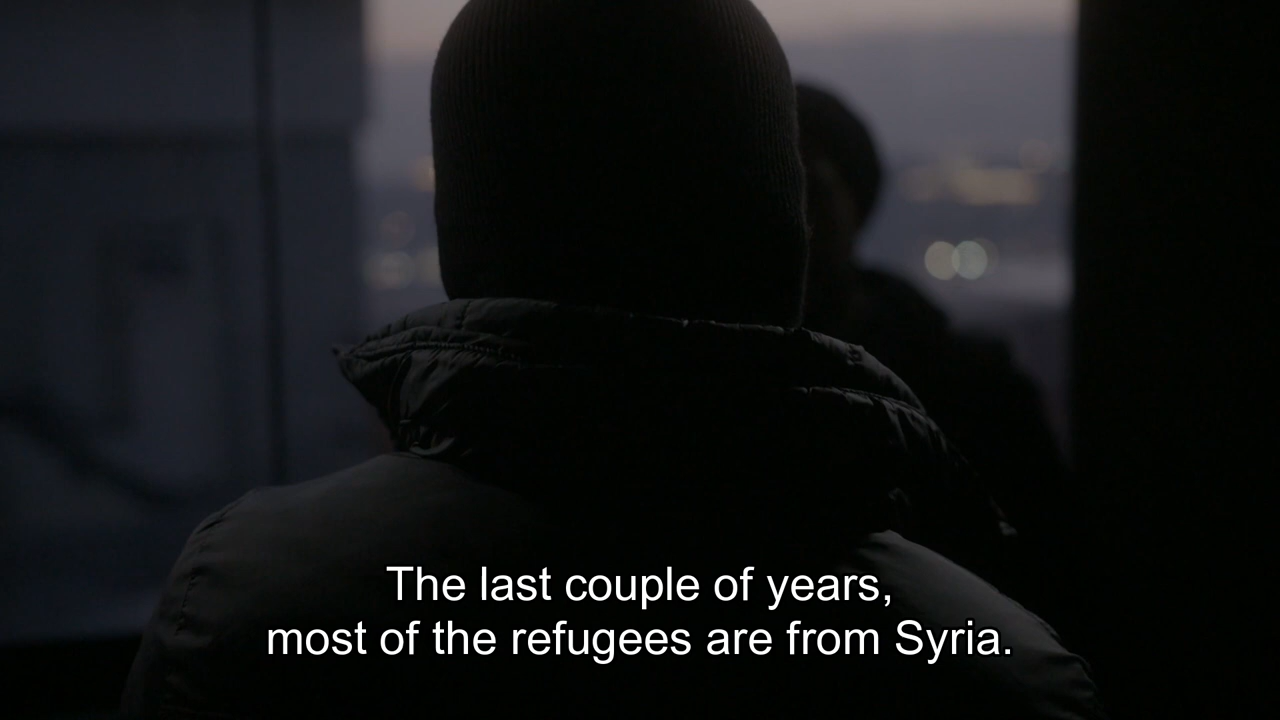 The last couple of years,
most of the refugees are from Syria.